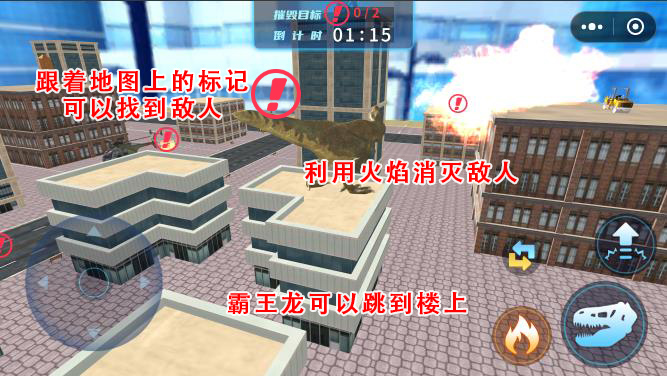 摧毁目标 0/2
倒计时 01:15
跟着地图上的标记
可以找到敌人
利用火焰消灭敌人
霸王龙可以跳到楼上